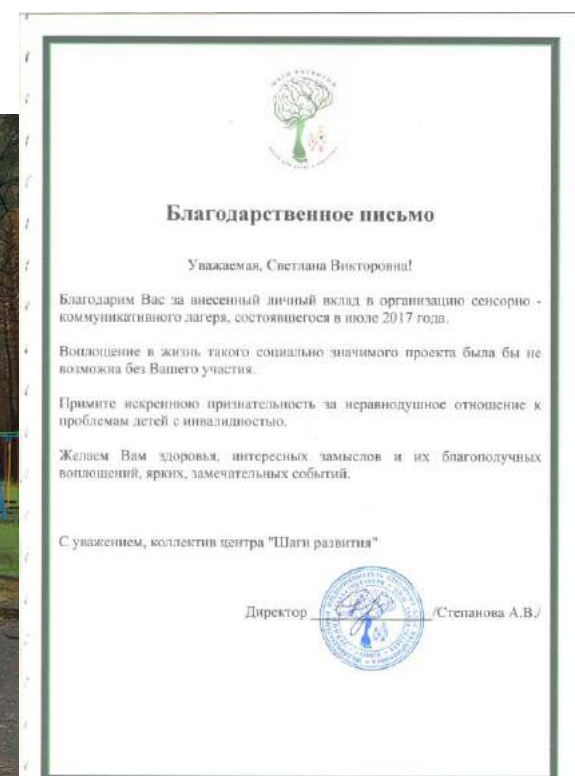 ШАГИ РАЗВИТИЯ
Благодарственное письмо
Уважаемая, Светлана Викторовна!
Благодарим Вас за внесенный личный вклад в организацию сенсорно -
коммуникативного лагеря, состоявшегося в июле 2017 года.
Воплощение в жизнь такого социально значимого проекта была бы не
возможна без Вашего участия.
Примите искреннюю признательность за неравнодушное отношение к
проблемам детей с инвалидностью.
Желаем Вам здоровья, интересных замыслов и их благополучных
воплощений, ярких, замечательных событий.
С уважением, коллектив центра "Шаги развития"
Директор /Степанова А.В./